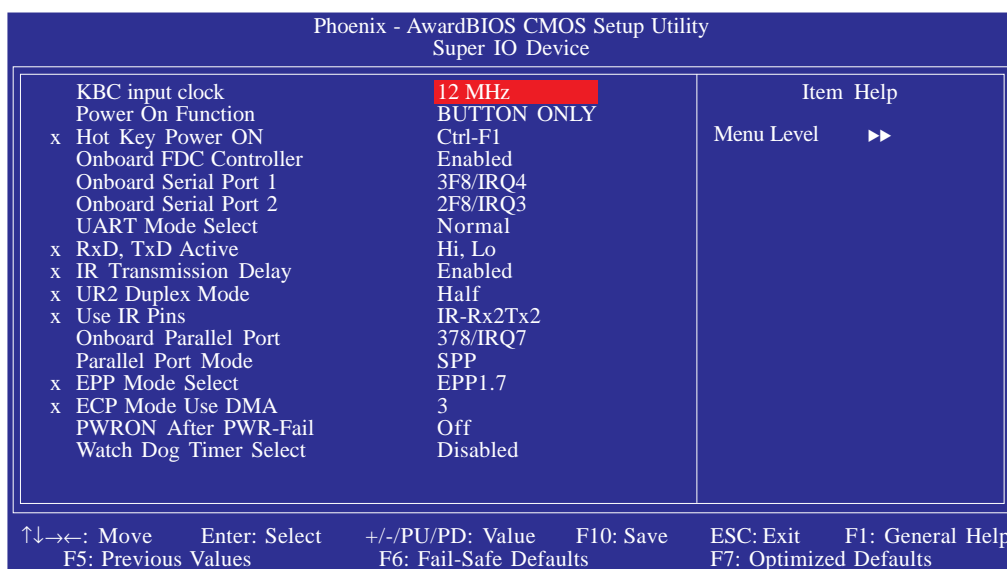 Phoenix - AwardBIOS CMOS Setup Utility
Super IO Device
KBC input clock 12 MHz
Power On Function BUTTON ONLY
x Hot Key Power ON Ctrl-F1
Onboard FDC Controller Enabled
Onboard Serial Port 1 3F8/IRQ4
Onboard Serial Port 2 2F8/IRQ3
UART Mode Select Normal
x RxD, TxD Active Hi, Lo
x IR Transmission Delay Enabled
x UR2 Duplex Mode Half
x Use IR Pins IR-Rx2Tx2
Onboard Parallel Port 378/IRQ7
Parallel Port Mode SPP
x EPP Mode Select EPP1.7
x ECP Mode Use DMA 3
PWRON After PWR-Fail Off
Watch Dog Timer Select Disabled
Item Help
Menu Level ▶▶
↑↓→←: Move Enter: Select +/-/PU/PD: Value F10: Save ESC: Exit F1: General Help
F5: Previous Values F6: Fail-Safe Defaults F7: Optimized Defaults